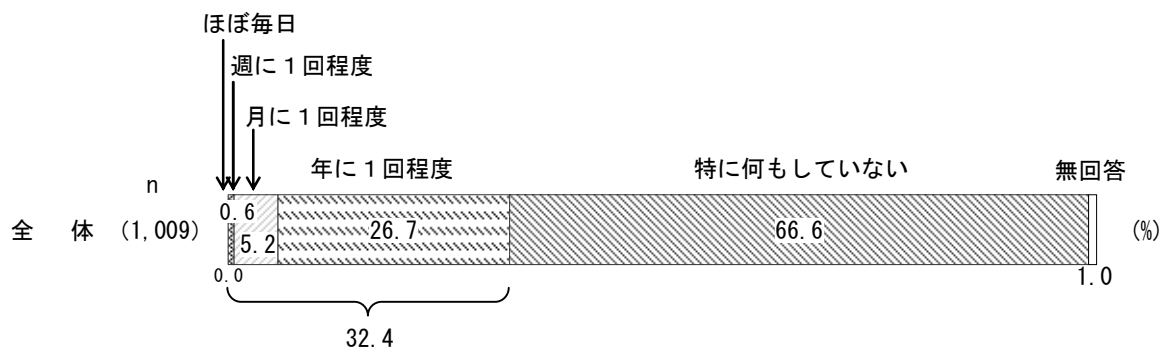 ほぼ毎日
週に１回程度
月に１回程度
年に１回程度 特に何もしていない 無回答
n
全 体 (1,009) 0.6 5.2 26.7 66.6 (%)
0.0 1.0
32.4